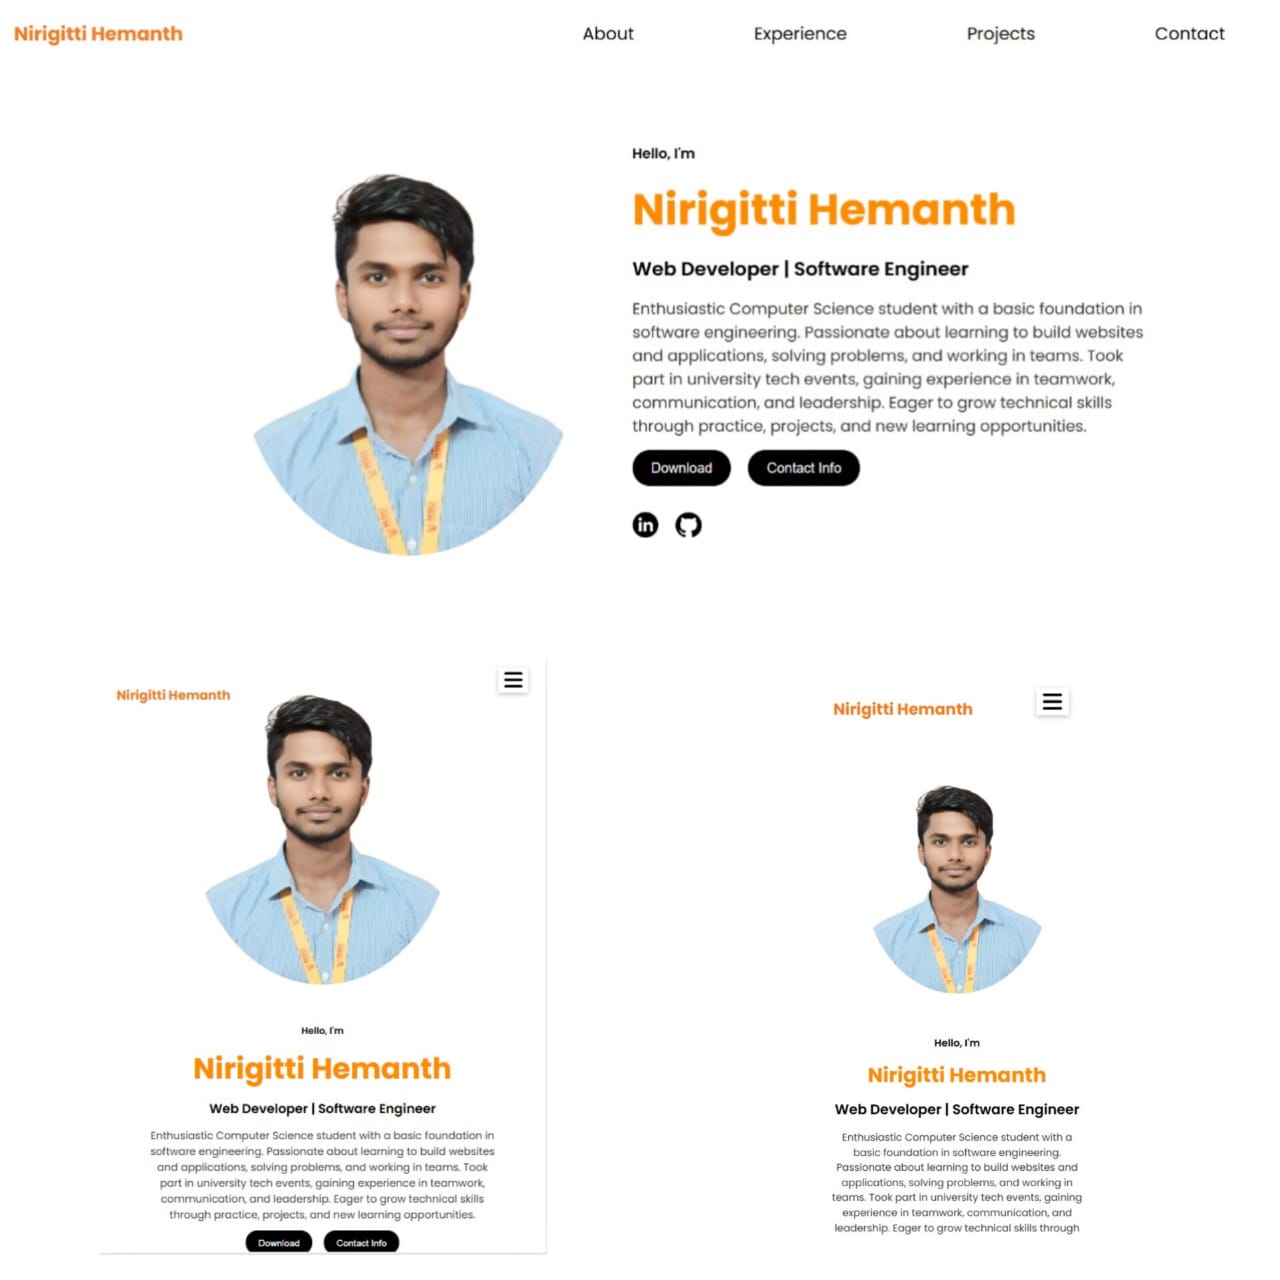 Nirigitti Hemanth
About
Experience
Projects
Contact
Hello, I'm
Nirigitti Hemanth
Web Developer | Software Engineer
Enthusiastic Computer Science student with a basic foundation in
software engineering. Passionate about learning to build websites
and applications, solving problems, and working in teams. Took
part in university tech events, gaining experience in teamwork,
communication, and leadership. Eager to grow technical skills
through practice, projects, and new learning opportunities.
Download
Contact Info
in
Nirigitti Hemanth
Hello, I'm
Nirigitti Hemanth
Web Developer | Software Engineer
Enthusiastic Computer Science student with a basic foundation in
software engineering. Passionate about learning to build websites
and applications, solving problems, and working in teams. Took
part in university tech events, gaining experience in teamwork,
communication, and leadership. Eager to grow technical skills
through practice, projects, and new learning opportunities.
Download
Contact Info
Nirigitti Hemanth
Hello, I'm
Nirigitti Hemanth
Web Developer | Software Engineer
Enthusiastic Computer Science student with a
basic foundation in software engineering.
Passionate about learning to build websites and
applications, solving problems, and working in
teams. Took part in university tech events, gaining
experience in teamwork, communication, and
leadership. Eager to grow technical skills through